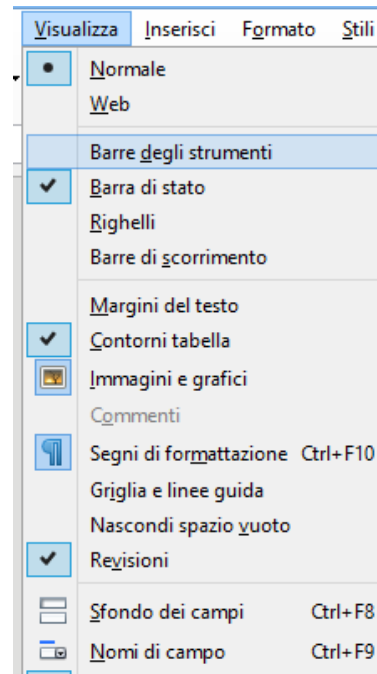 Visualizza Inserisci Formato Stili
Normale
Web
Barre degli strumenti
Barra di stato
Righelli
Barre di scorrimento
Margini del testo
Contorni tabella
Immagini e grafici
Commenti
Segni di formattazione Ctrl+F10
Griglia e linee guida
Nascondi spazio vuoto
Revisioni
Sfondo dei campi Ctrl+F8
Nomi di campo Ctrl+F9